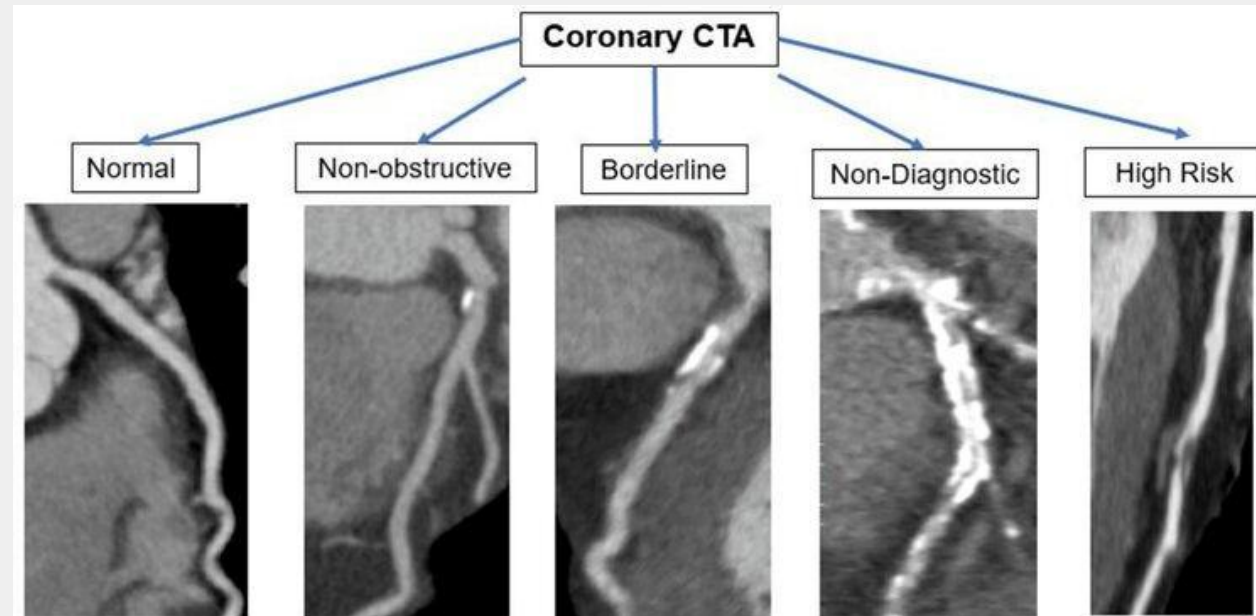 Coronary CTA
Normal
Non-obstructive
Borderline
Non-Diagnostic
High Risk